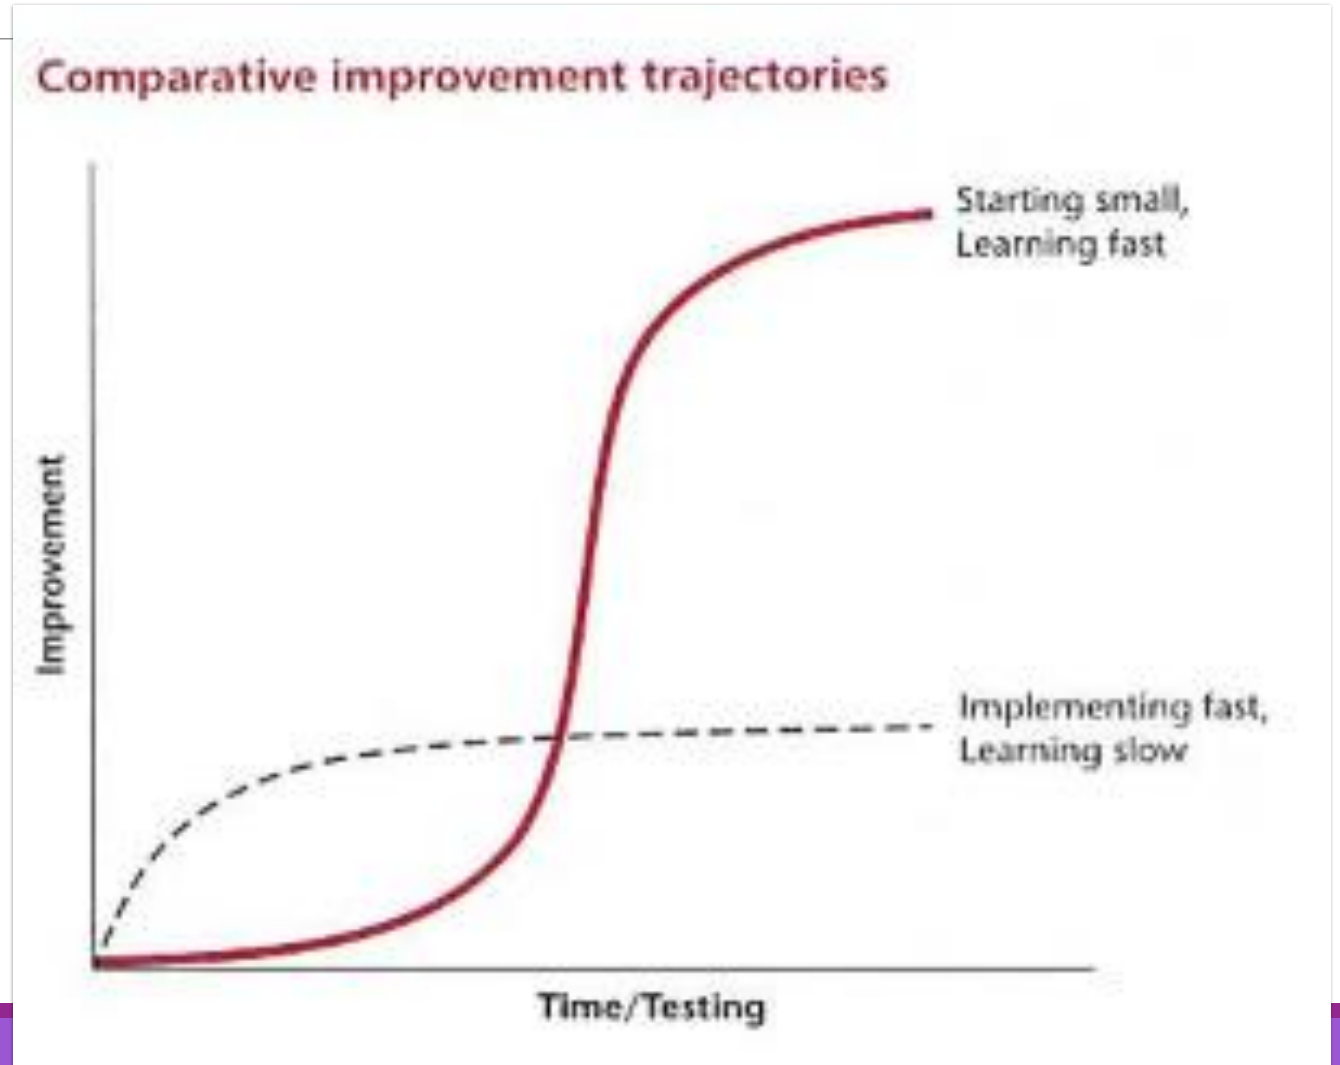 Comparative improvement trajectories
Starting small,
Learning fast
Improvement
Implementing fast,
Learning slow
Time/Testing